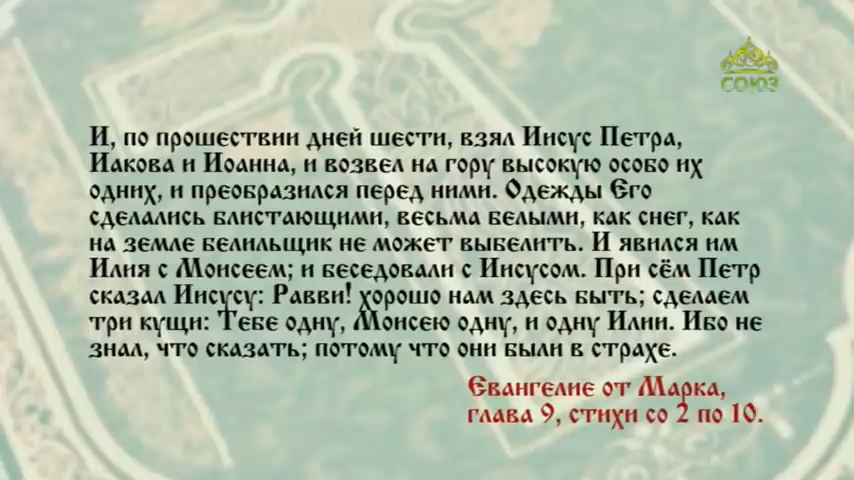 СОЮЗ
И, по прошествии дней шести, взял Иисус Петра,
Иакова и Иоанна, и возвел на гору высокую особо их
одних, и преобразился перед ними. Одежды Его
сделались блистающими, весьма белыми, как снег, как
на земле белильщик не может выбелить. И явился им
Илия с Моисеем; и беседовали с Иисусом. При сём Петр
сказал Иисусу: Равви! хорошо нам здесь быть; сделаем
три кущи: Тебе одну, Моисею одну, и одну Илии. Ибо не
знал, что сказать; потому что они были в страхе.
Евангелие от Марка,
глава 9, стихи со 2 по 10.